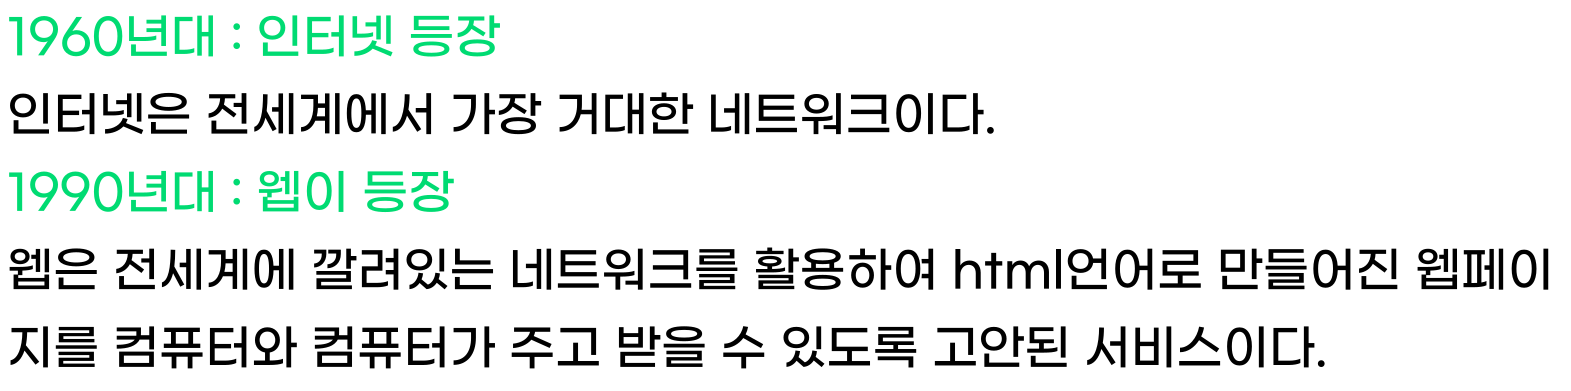 1960년대 : 인터넷 등장
인터넷은 전세계에서 가장 거대한 네트워크이다.
1990년대 : 웹이 등장
웹은 전세계에 깔려있는 네트워크를 활용하여 html언어로 만들어진 웹페이
지를 컴퓨터와 컴퓨터가 주고 받을 수 있도록 고안된 서비스이다.